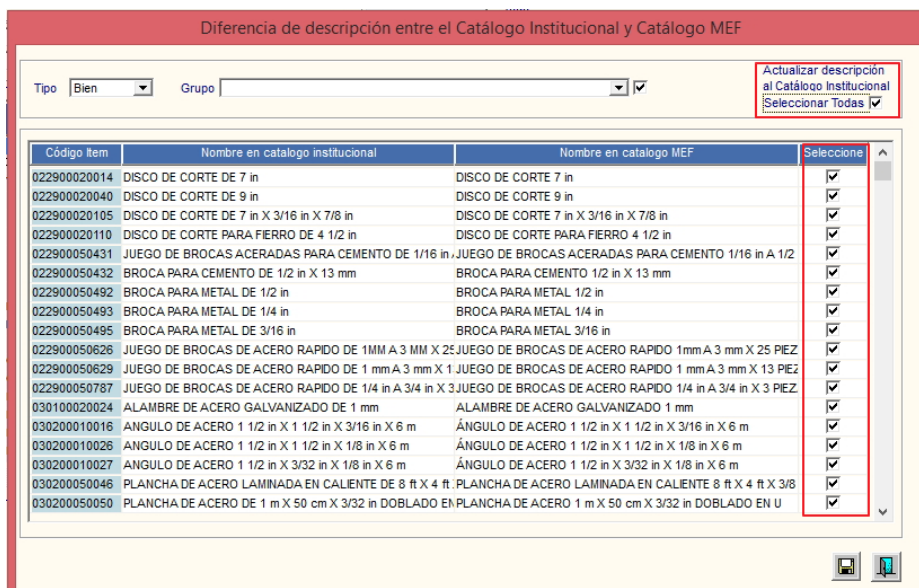 Diferencia de descripción entre el Catálogo Institucional y Catálogo MEF
Tipo Bien Grupo
Actualizar descripción
al Catálogo Institucional
Seleccionar Todas
Código Item Nombre en catalogo institucional Nombre en catalogo MEF Seleccione
022900020014 DISCO DE CORTE DE 7 in DISCO DE CORTE 7 in
022900020040 DISCO DE CORTE DE 9 in DISCO DE CORTE 9 in
022900020105 DISCO DE CORTE DE 7 in X 3/16 in X 7/8 in DISCO DE CORTE 7 in X 3/16 in X 7/8 in
022900020110 DISCO DE CORTE PARA FIERRO DE 4 1/2 in DISCO DE CORTE PARA FIERRO 4 1/2 in
022900050431 JUEGO DE BROCAS ACERADAS PARA CEMENTO DE 1/16 in JUEGO DE BROCAS ACERADAS PARA CEMENTO 1/16 in A 1/2
022900050432 BROCA PARA CEMENTO DE 1/2 in X 13 mm BROCA PARA CEMENTO 1/2 in X 13 mm
022900050492 BROCA PARA METAL DE 1/2 in BROCA PARA METAL 1/2 in
022900050493 BROCA PARA METAL DE 1/4 in BROCA PARA METAL 1/4 in
022900050495 BROCA PARA METAL DE 3/16 in BROCA PARA METAL 3/16 in
022900050626 JUEGO DE BROCAS DE ACERO RAPIDO DE 1MM A 3 MM X 25 JUEGO DE BROCAS DE ACERO RAPIDO 1mm A 3 mm X 25 PIEZ
022900050629 JUEGO DE BROCAS DE ACERO RAPIDO DE 1 mm A 3 mm X 1 JUEGO DE BROCAS DE ACERO RAPIDO 1 mm A 3 mm X 13 PIEZ
022900050787 JUEGO DE BROCAS DE ACERO RAPIDO DE 1/4 in A 3/4 in X 3 JUEGO DE BROCAS DE ACERO RAPIDO 1/4 in A 3/4 in X 3 PIEZ
030100020024 ALAMBRE DE ACERO GALVANIZADO DE 1 mm ALAMBRE DE ACERO GALVANIZADO 1 mm
030200010016 ANGULO DE ACERO 1 1/2 in X 1 1/2 in X 3/16 in X 6 m ÁNGULO DE ACERO 1 1/2 in X 1 1/2 in X 3/16 in X 6 m
030200010026 ANGULO DE ACERO 1 1/2 in X 1 1/2 in X 1/8 in X 6 m ÁNGULO DE ACERO 1 1/2 in X 1 1/2 in X 1/8 in X 6 m
030200010027 ANGULO DE ACERO 1 1/2 in X 3/32 in X 1/8 in X 6 m ÁNGULO DE ACERO 1 1/2 in X 3/32 in X 1/8 in X 6 m
030200050046 PLANCHA DE ACERO LAMINADA EN CALIENTE DE 8 ft X 4 ft PLANCHA DE ACERO LAMINADA EN CALIENTE 8 ft X 4 ft X 3/8
030200050050 PLANCHA DE ACERO DE 1 m X 50 cm X 3/32 in DOBLADO EN PLANCHA DE ACERO 1 m X 50 cm X 3/32 in DOBLADO EN U